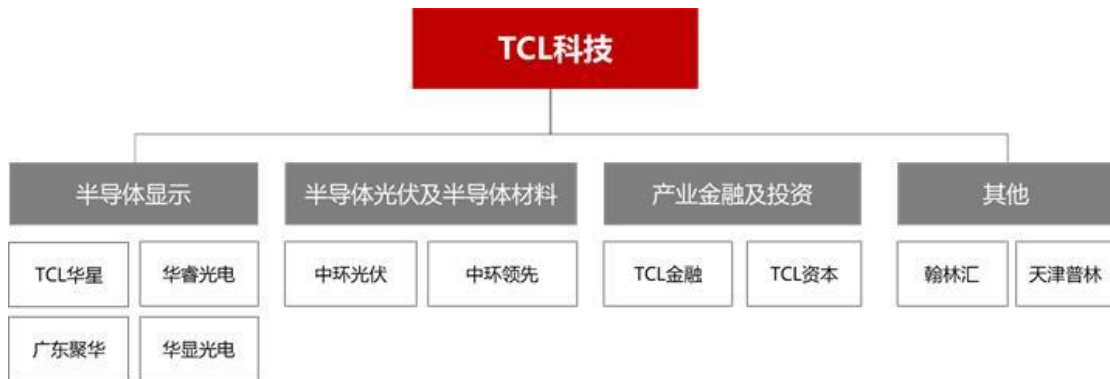 TCL科技
半导体显示
半导体光伏及半导体材料
产业金融及投资
其他
TCL华星
华睿光电
中环光伏
中环领先
TCL金融
TCL资本
翰林汇
天津普林
广东聚华
华显光电